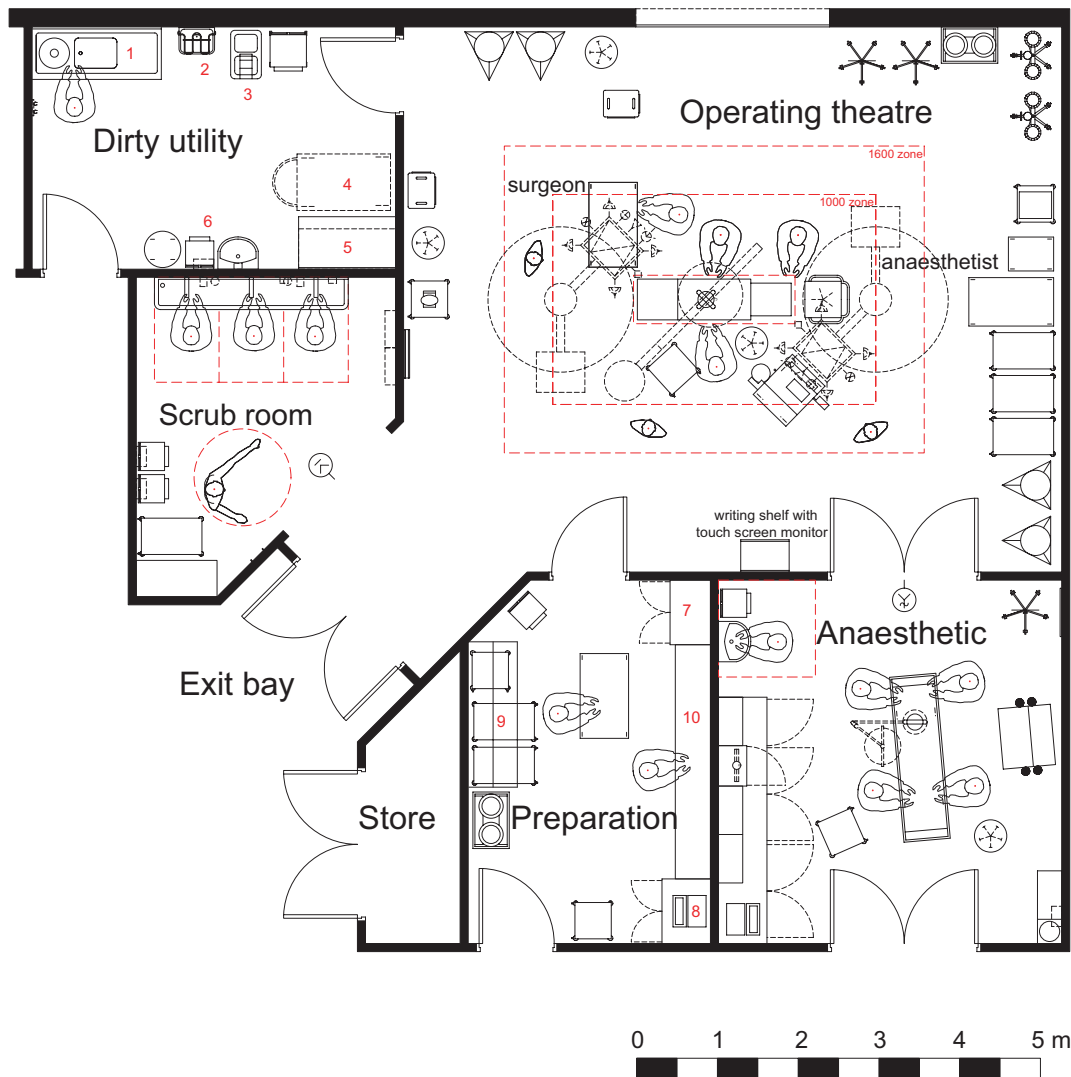 1
2
3
Dirty utility
4
5
6
Operating theatre
1600 zone
surgeon
1000 zone
anaesthetist
Scrub room
writing shelf with
touch screen monitor
Exit bay
7
Anaesthetic
9
10
Store
Preparation
8
0 1 2 3 4 5 m